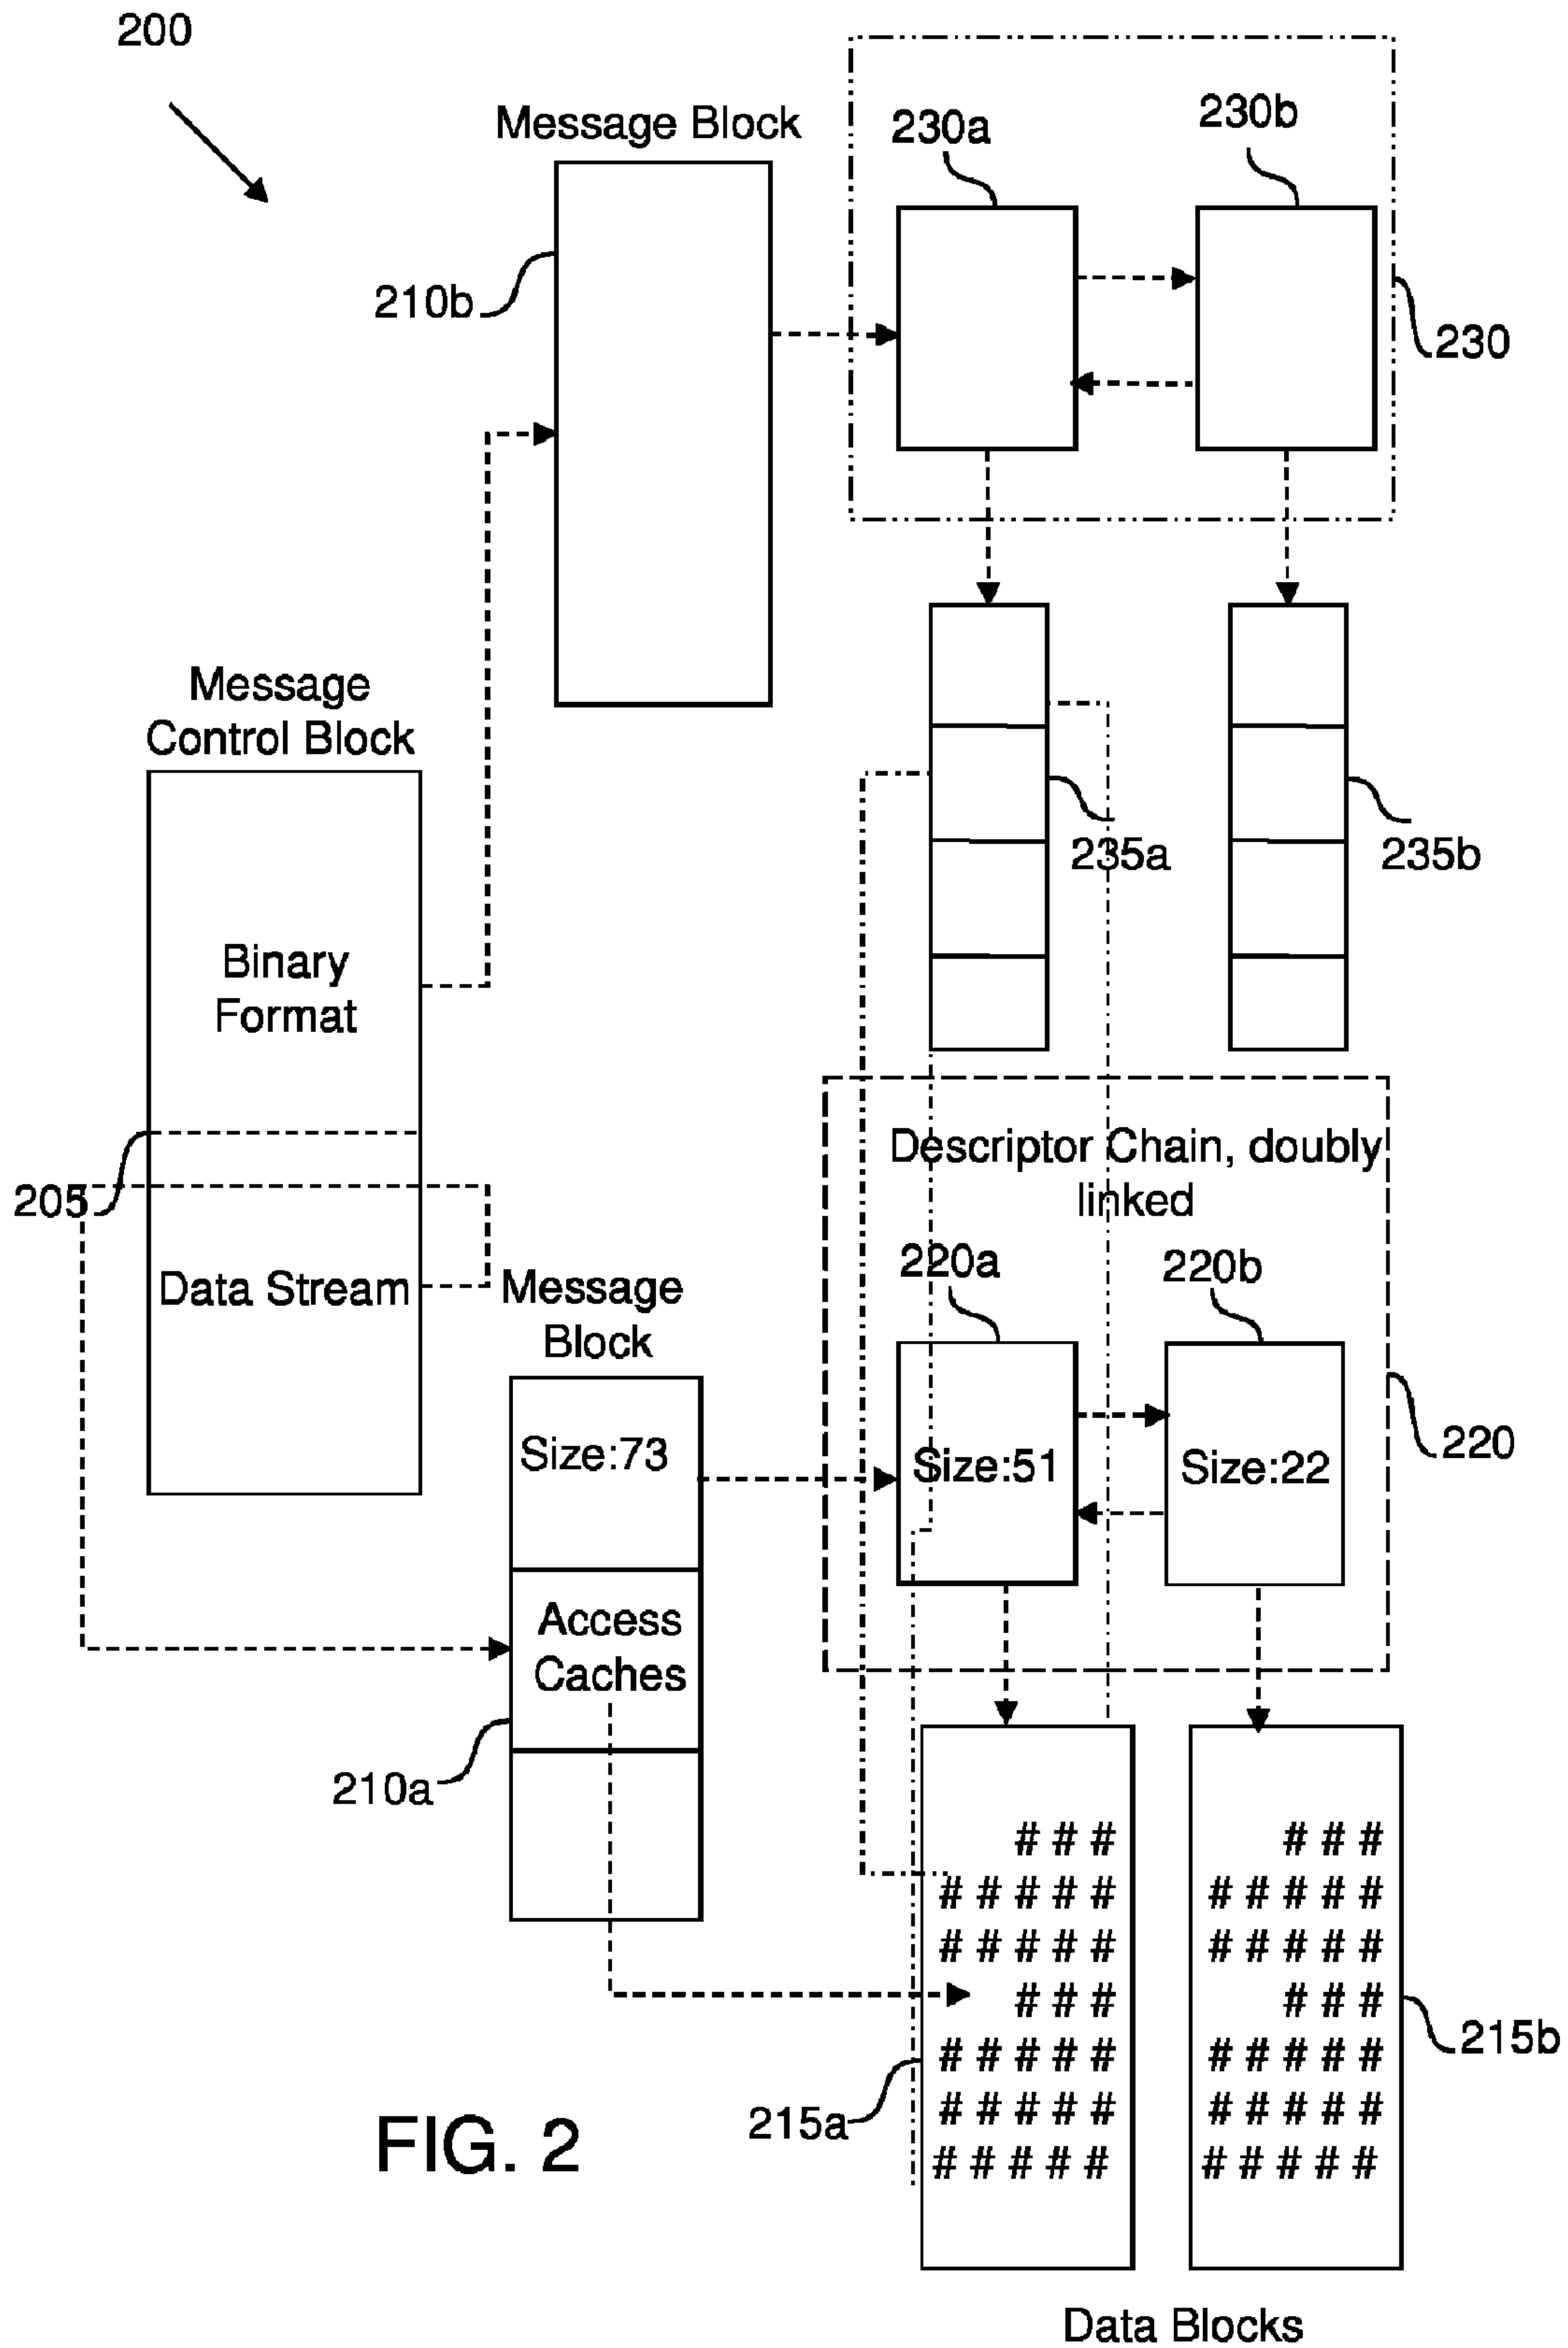 200
Message Block
230a
230b
210b
230
Message
Control Block
235a
235b
Binary
Format
Descriptor Chain, doubly
linked
205
220a
220b
Data Stream
Message
Block
Size:73
Size:51
Size:22
220
Access
Caches
210a
# # #
# # # # #
# # # # #
# # #
# # # # #
# # # # #
# # # # #
# # #
# # # # #
# # # # #
# # #
# # # # #
# # # # #
# # # # #
215b
215a
FIG. 2
Data Blocks